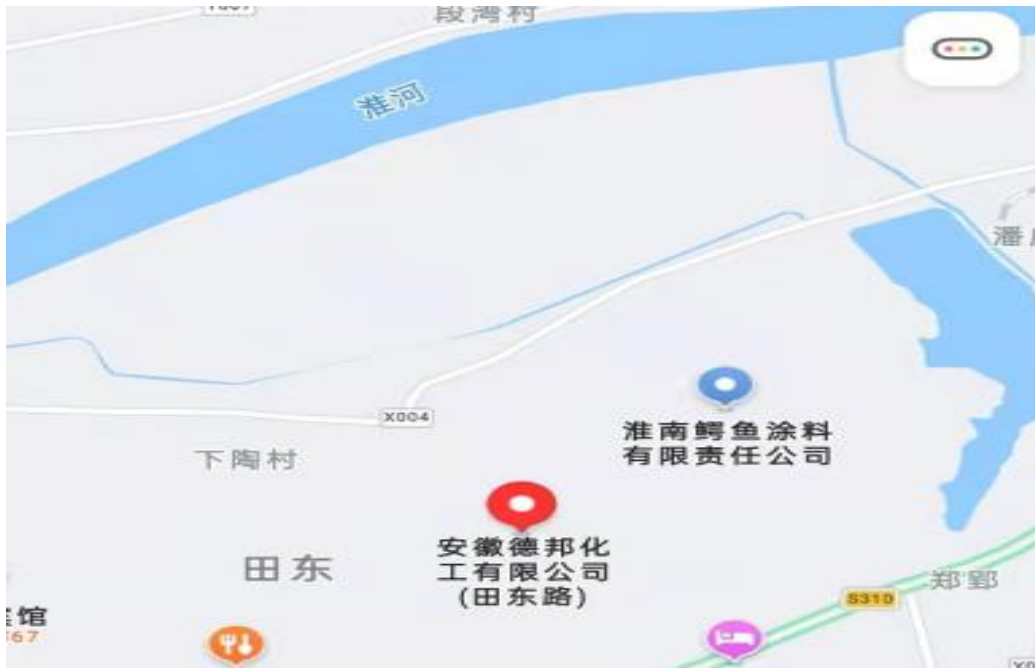 段湾村
淮河
X004
淮南鳄鱼涂料
有限责任公司
下陶村
安徽德邦化
工有限公司
(田东路)
田东
郑郢
S310
馆
67